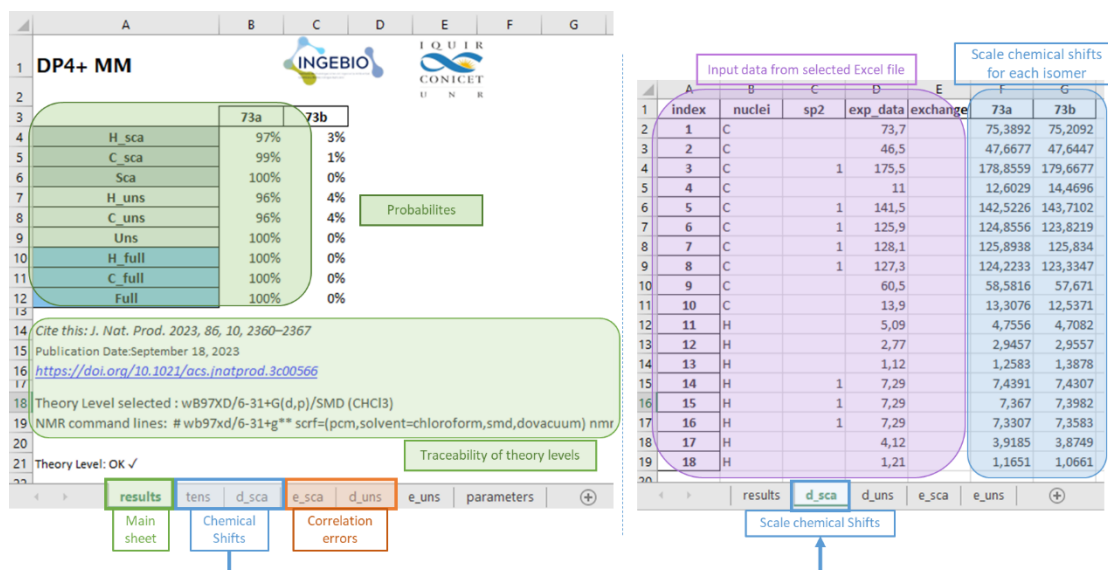 A B C D E F G
1 DP4+ MM INGEBIO IQUIR CONICET UNR
2
3 73a 73b
4 H_sca 97% 3%
5 C_sca 99% 1%
6 Sca 100% 0%
7 H_uns 96% 4%
8 C_uns 96% 4%
9 Uns 100% 0%
10 H_full 100% 0%
11 C_full 100% 0%
12 Full 100% 0%
Probabilites
13
14 Cite this: J. Nat. Prod. 2023, 86, 10, 2360–2367
15 Publication Date:September 18, 2023
16 https://doi.org/10.1021/acs.jnatprod.3c00566
17
18 Theory Level selected : wB97XD/6-31+G(d,p)/SMD (CHCl3)
19 NMR command lines: # wb97xd/6-31+g** scrf=(pcm,solvent=chloroform,smd,dovacuum) nmr
20
Traceability of theory levels
21 Theory Level: OK ✓
results tens d_sca e_sca d_uns e_uns parameters
Main
sheet
Chemical
Shifts
Correlation
errors
Input data from selected Excel file
Scale chemical shifts
for each isomer
A B C D E F G
1 index nuclei sp2 exp_data exchange 73a 73b
2 1 C 73,7 75,3892 75,2092
3 2 C 46,5 47,6677 47,6447
4 3 C 1 175,5 178,8559 179,6677
5 4 C 11 12,6029 14,4696
6 5 C 1 141,5 142,5226 143,7102
7 6 C 1 125,9 124,8556 123,8219
8 7 C 1 128,1 125,8938 125,834
9 8 C 1 127,3 124,2233 123,3347
10 9 C 60,5 58,5816 57,671
11 10 C 13,9 13,3076 12,5371
12 11 H 5,09 4,7556 4,7082
13 12 H 2,77 2,9457 2,9557
14 13 H 1,12 1,2583 1,3878
15 14 H 1 7,29 7,4391 7,4307
16 15 H 1 7,29 7,367 7,3982
17 16 H 1 7,29 7,3307 7,3583
18 17 H 4,12 3,9185 3,8749
19 18 H 1,21 1,1651 1,0661
20
results d_sca d_uns e_sca e_uns
Scale chemical Shifts